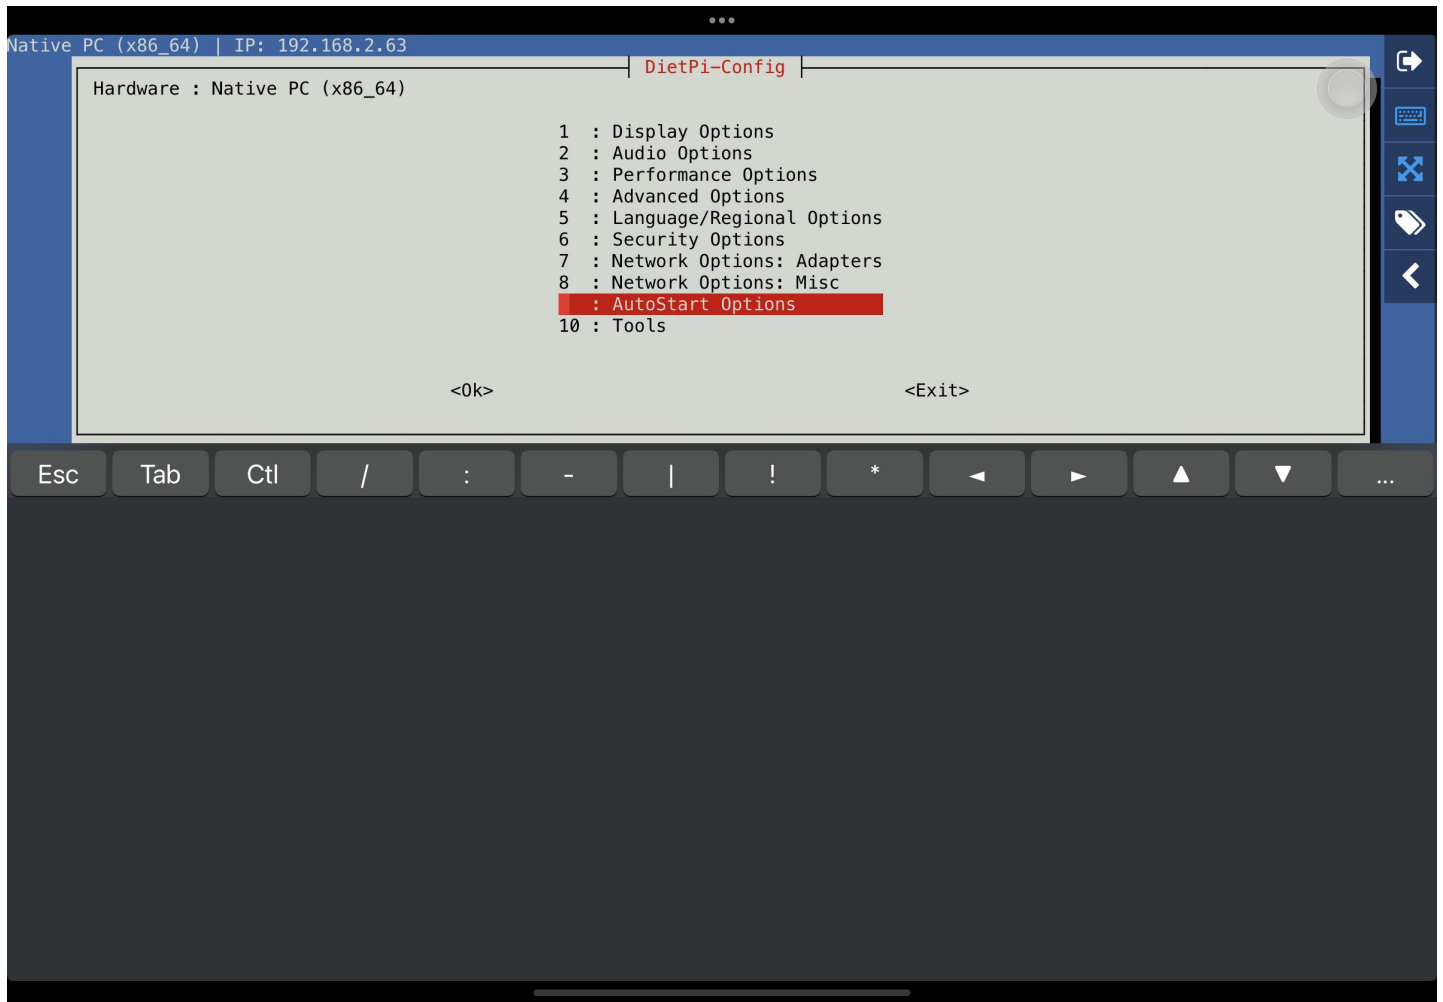 Native PC (x86_64) | IP: 192.168.2.63
DietPi-Config
Hardware : Native PC (x86_64)
1 : Display Options
2 : Audio Options
3 : Performance Options
4 : Advanced Options
5 : Language/Regional Options
6 : Security Options
7 : Network Options: Adapters
8 : Network Options: Misc
: AutoStart Options
10 : Tools
<Ok> <Exit>
Esc Tab Ctl / : - | ! * ◄ ► ▲ ▼ ...